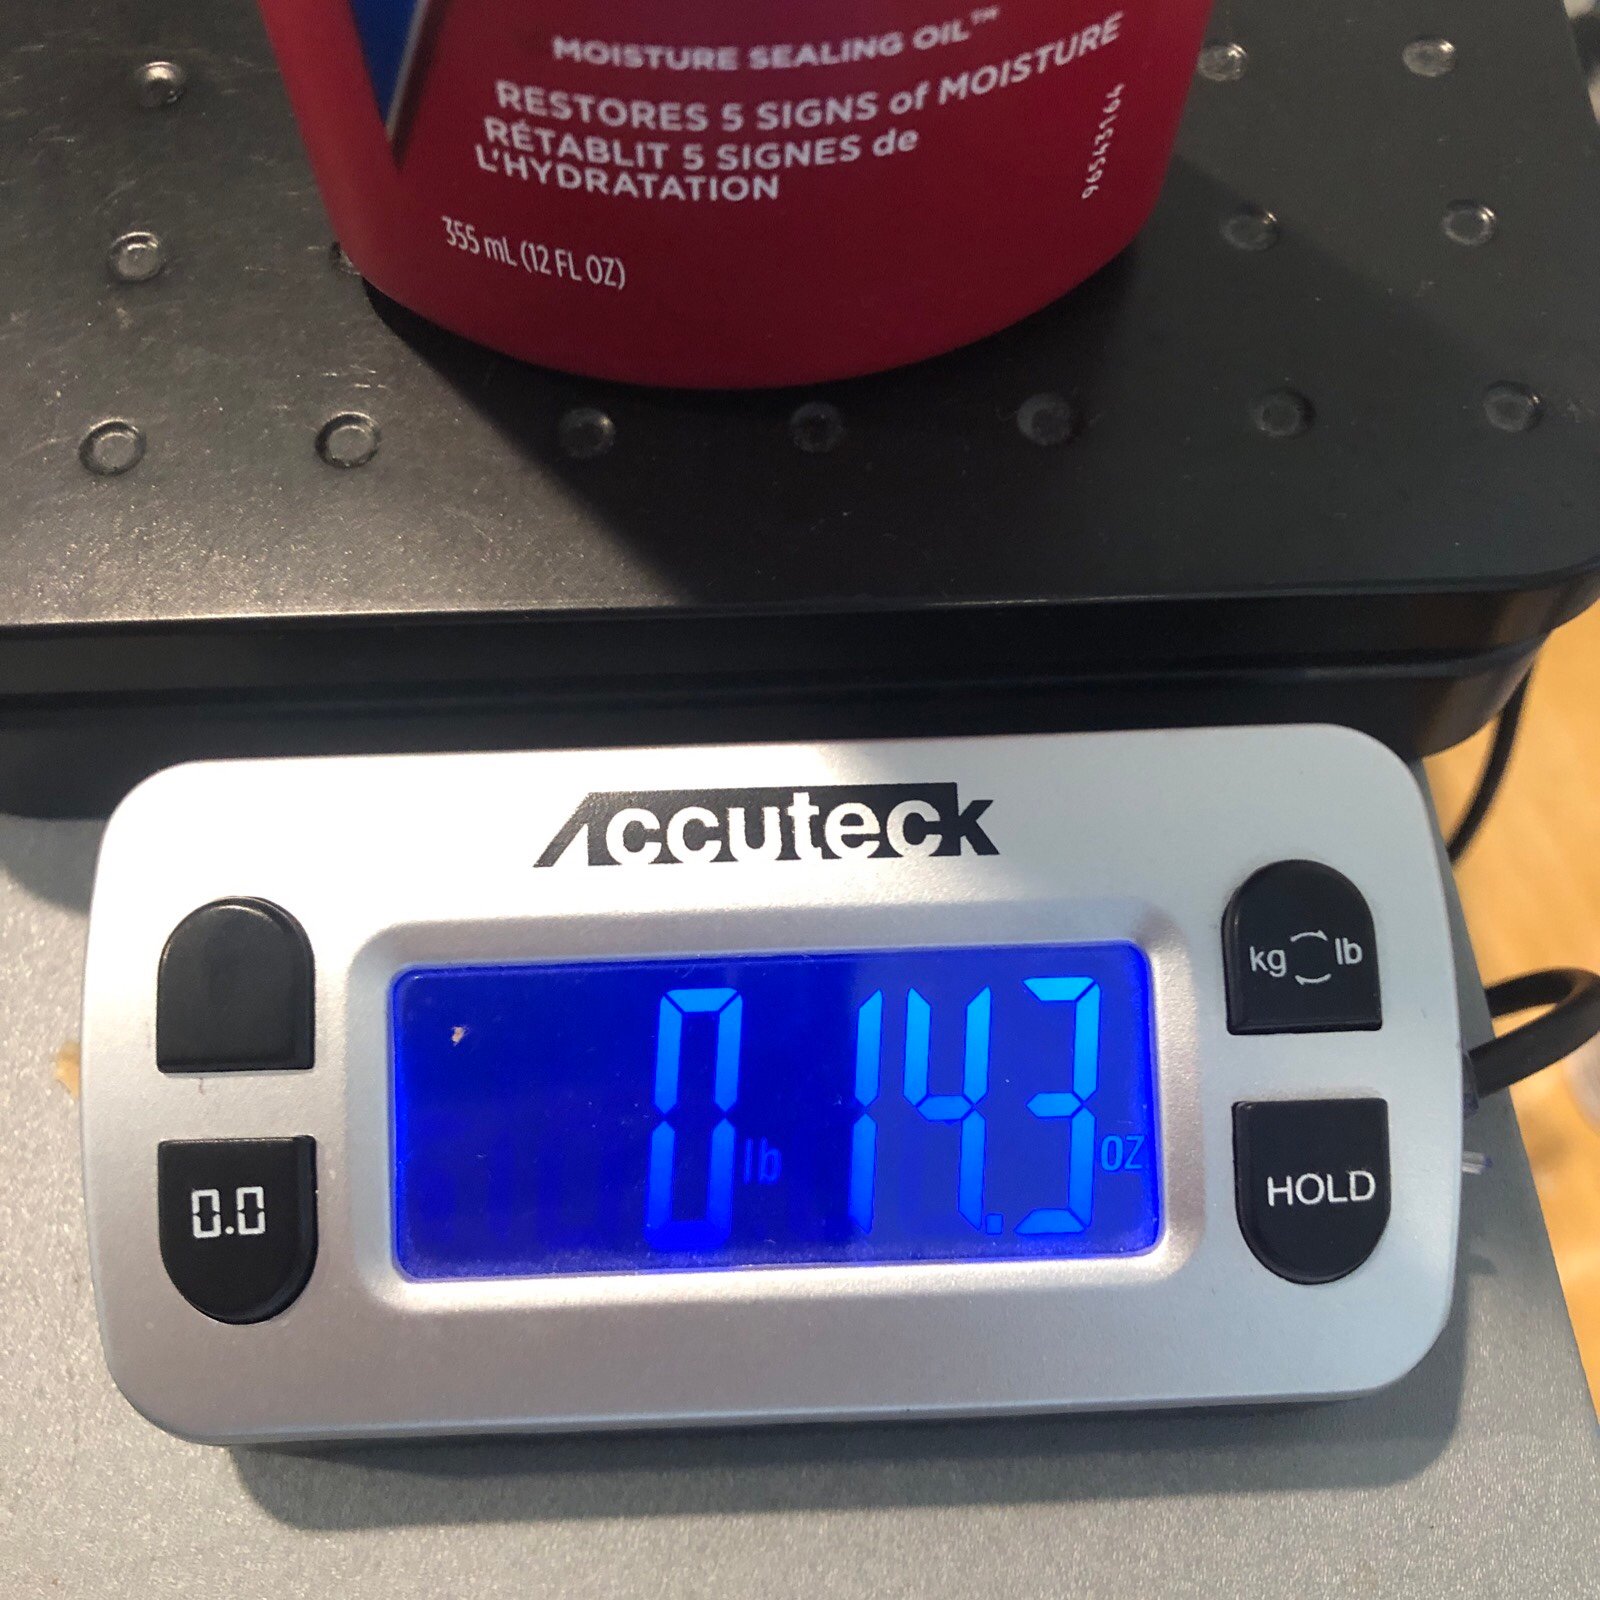 MOISTURE SEALING OIL™
RESTORES 5 SIGNS of MOISTURE
RÉTABLIT 5 SIGNES de
L'HYDRATATION
355 mL (12 FL OZ)
96543164
Accuteck
kg lb
0 lb 14.3 oz
0.0
HOLD